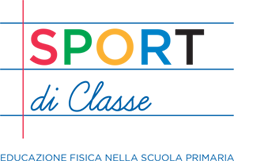 SPORT
di Classe
EDUCAZIONE FISICA NELLA SCUOLA PRIMARIA